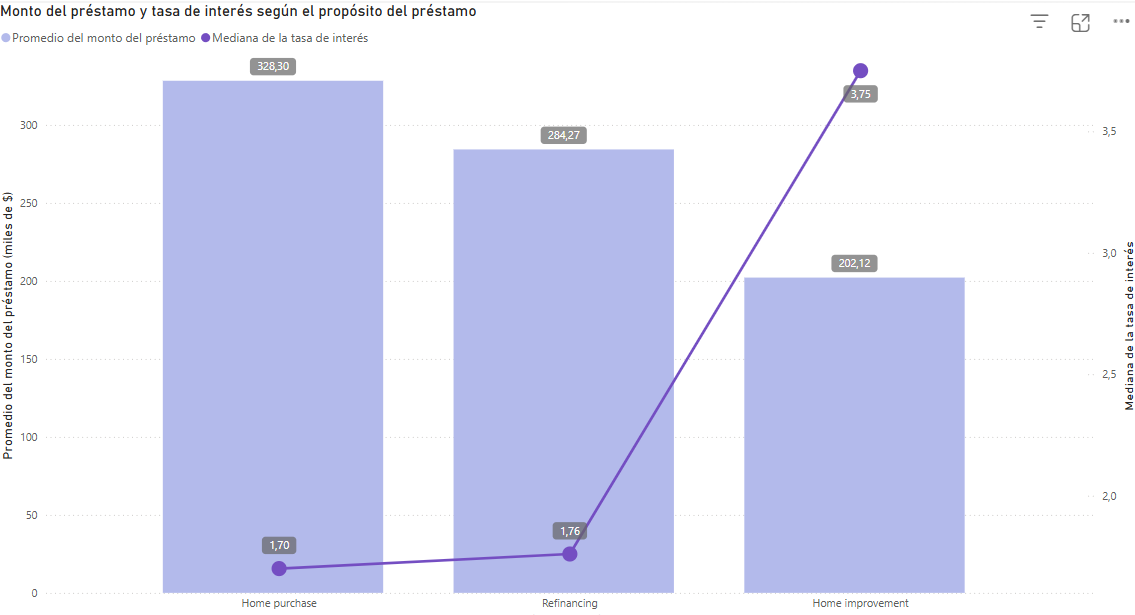 Monto del préstamo y tasa de interés según el propósito del préstamo
Promedio del monto del préstamo Mediana de la tasa de interés
Promedio del monto del préstamo (miles de $)
300
250
200
150
100
50
0
328,30
284,27
202,12
1,70
1,76
3,75
Home purchase
Refinancing
Home improvement
3,5
3,0
2,5
2,0
Mediana de la tasa de interés